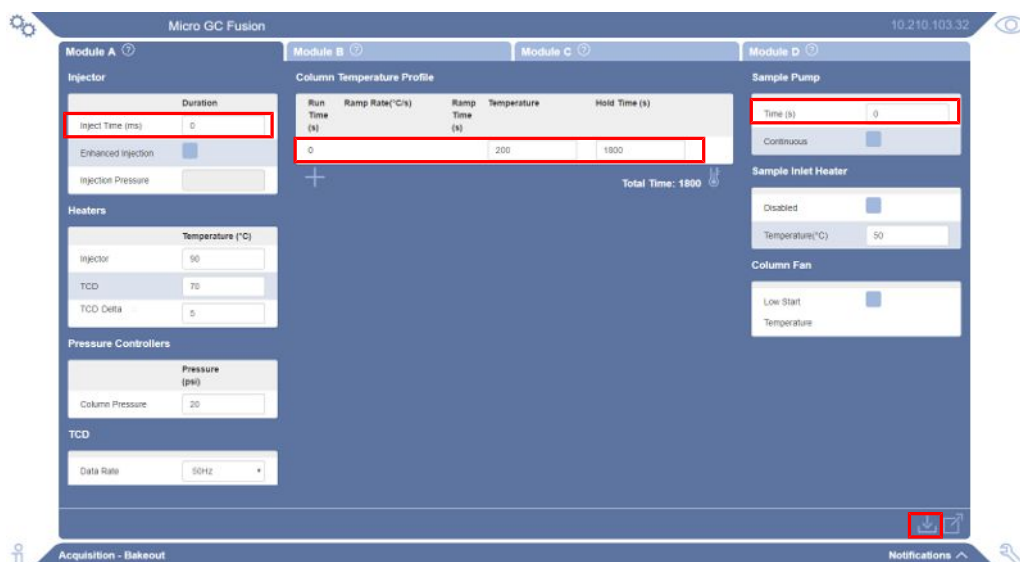 Micro GC Fusion
10.210.103.32
Module A ?
Module B ?
Module C ?
Module D ?
Injector
Duration
Inject Time (ms) 0
Enhanced Injection
Injection Pressure
Heaters
Temperature (°C)
Injector 90
TCD 70
TCD Delta 5
Pressure Controllers
Pressure
(psi)
Column Pressure 20
TCD
Data Rate 50Hz
Column Temperature Profile
Run Ramp Rate(°C/s) Ramp Temperature Hold Time (s)
Time Time
(s) (s)
0 200 1800
Total Time: 1800
Sample Pump
Time (s) 0
Continuous
Sample Inlet Heater
Disabled
Temperature(°C) 50
Column Fan
Low Start
Temperature
Acquisition - Bakeout
Notifications